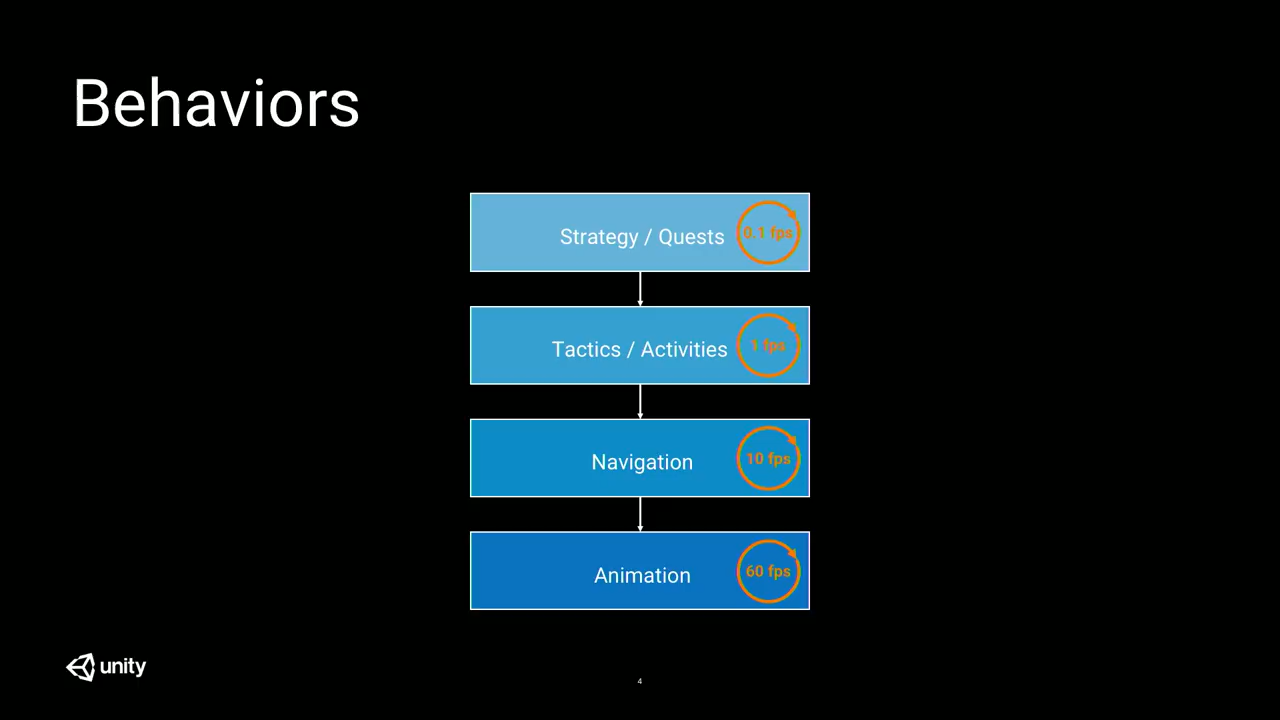 Behaviors
Strategy / Quests
0.1 fps
Tactics / Activities
1 fps
Navigation
10 fps
Animation
60 fps
unity
4